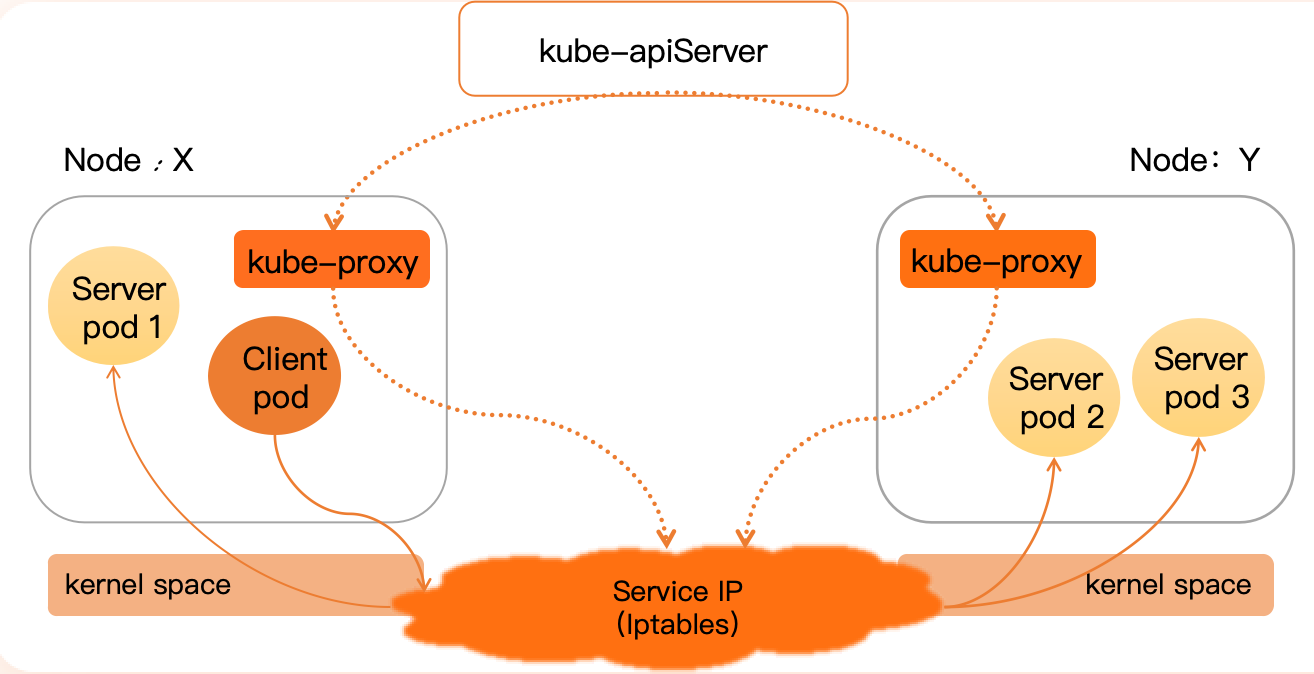 kube-apiServer
Node : X
Node： Y
kube-proxy
kube-proxy
Server
pod 1
Client
pod
Server
pod 2
Server
pod 3
kernel space
Service IP
(Iptables)
kernel space